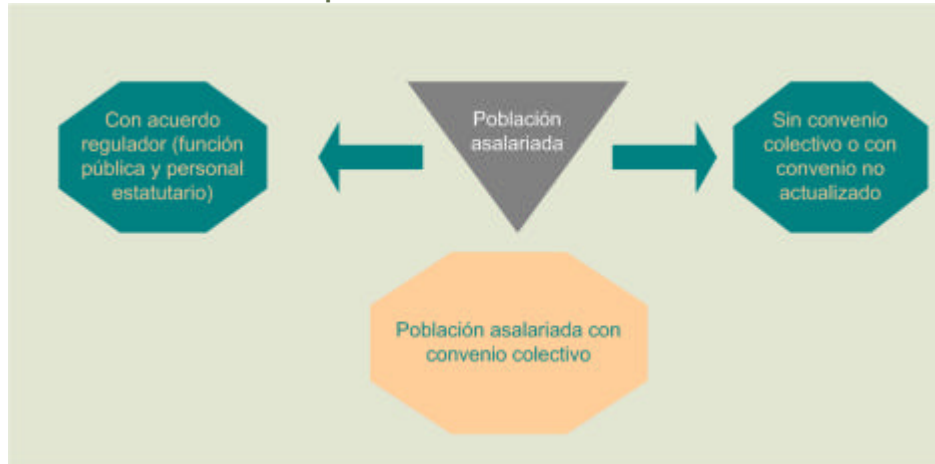 Con acuerdo
regulador (función
pública y personal
estatutario)
Población
asalariada
Sin convenio
colectivo o con
convenio no
actualizado
Población asalariada con
convenio colectivo